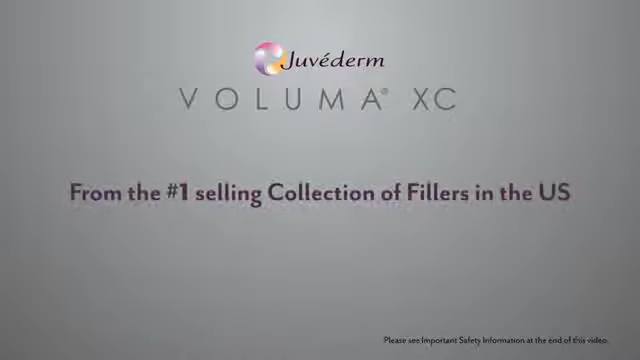 Juvéderm
VOLUMA® XC
From the #1 selling Collection of Fillers in the US
Please see Important Safety Information at the end of this video.